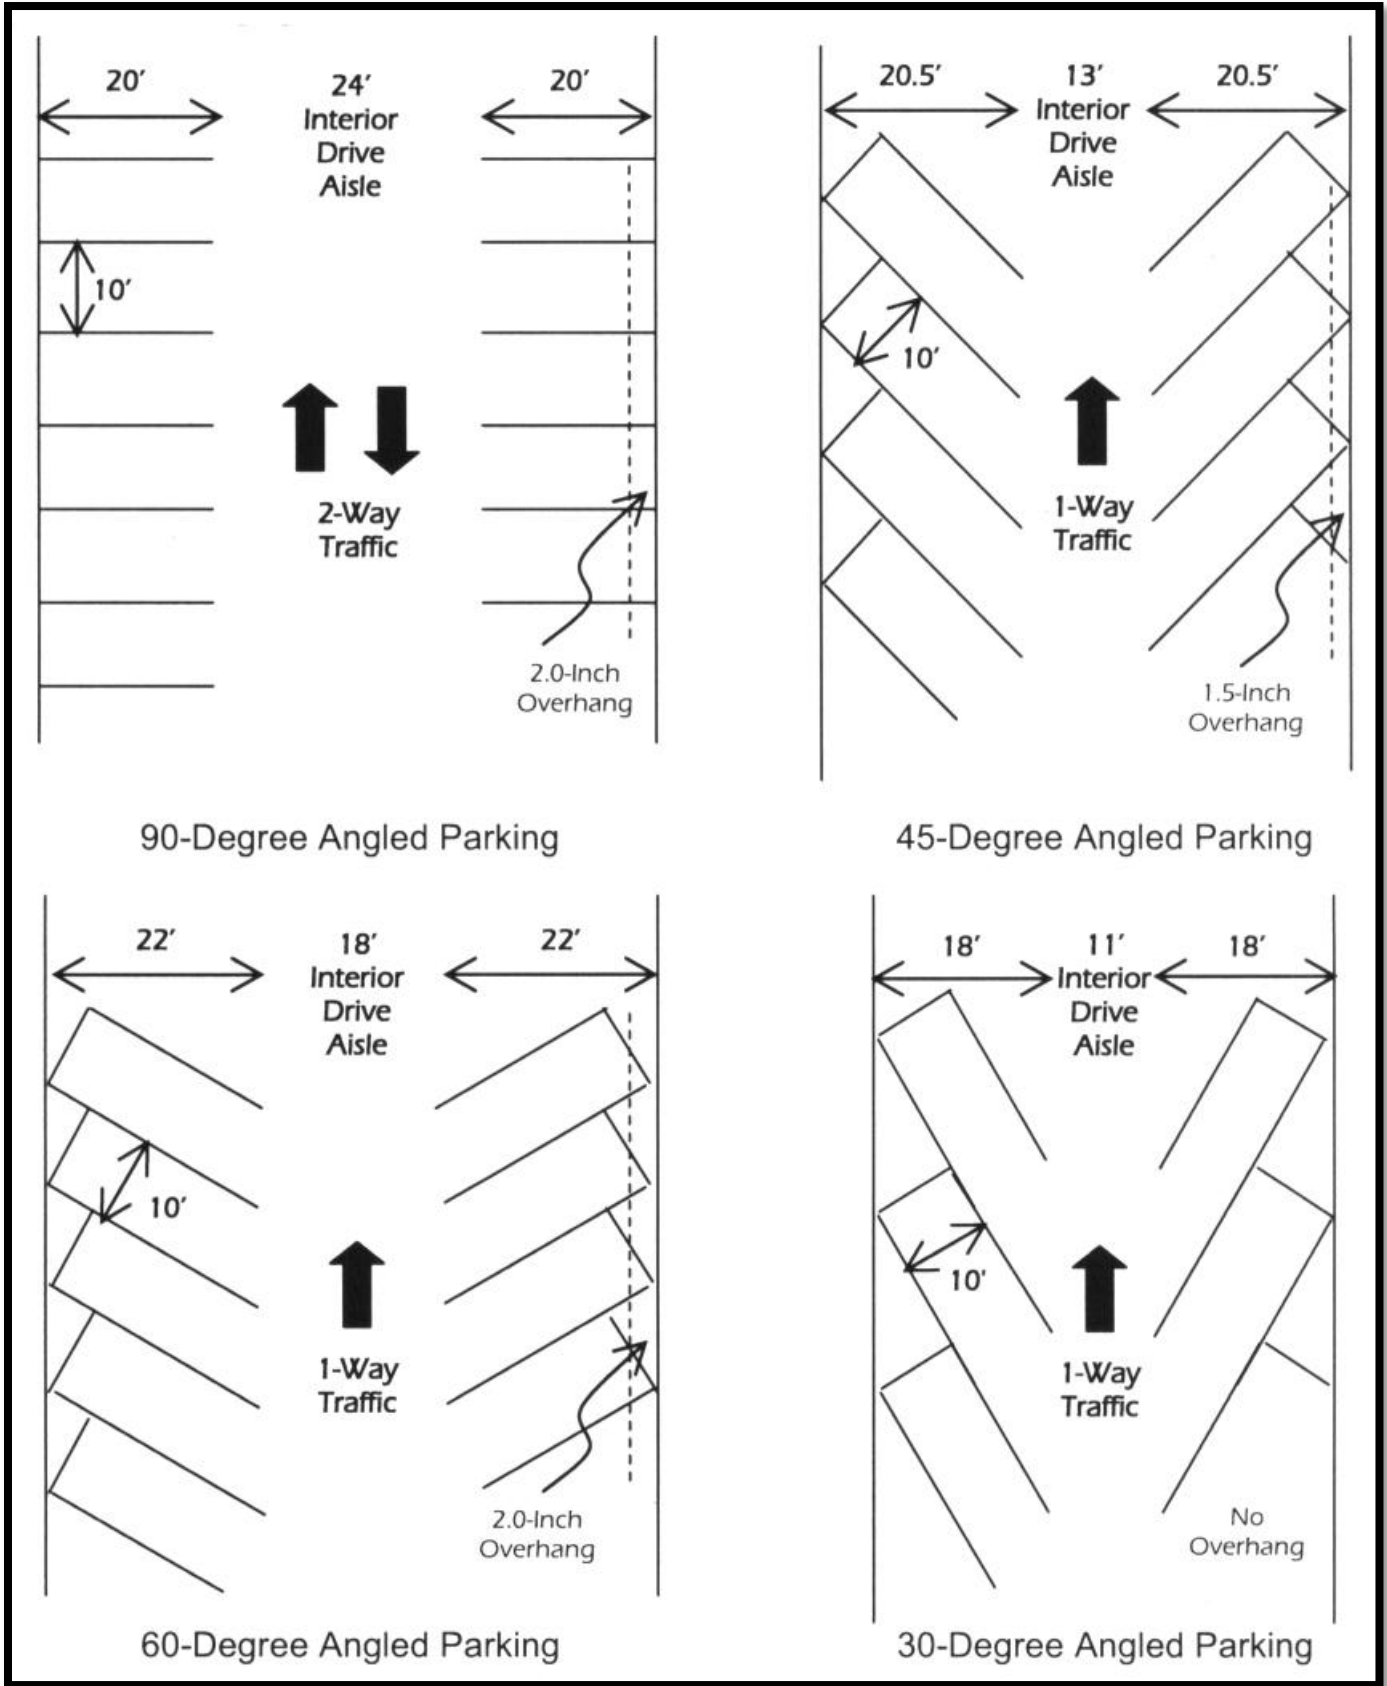 20′
24′
Interior
Drive
Aisle
20′
10′
2-Way
Traffic
2.0-Inch
Overhang
90-Degree Angled Parking
20.5′
13′
Interior
Drive
Aisle
20.5′
10′
1-Way
Traffic
1.5-Inch
Overhang
45-Degree Angled Parking
22′
18′
Interior
Drive
Aisle
22′
10′
1-Way
Traffic
2.0-Inch
Overhang
60-Degree Angled Parking
18′
11′
Interior
Drive
Aisle
18′
10′
1-Way
Traffic
No
Overhang
30-Degree Angled Parking